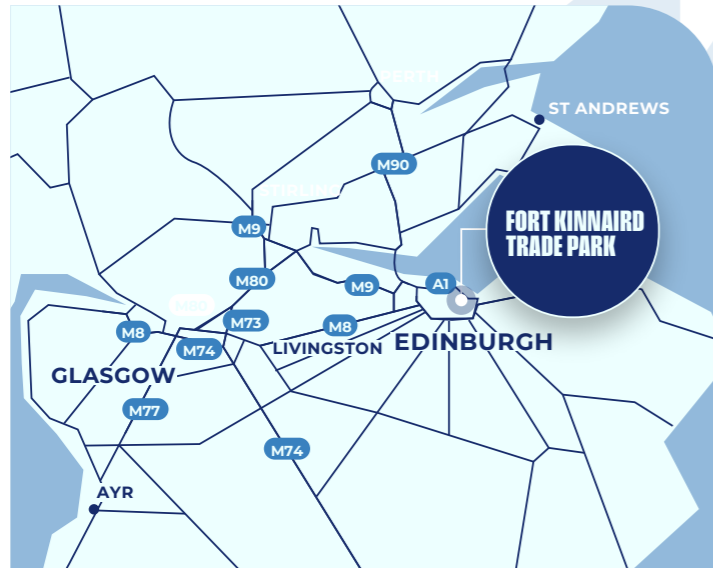 PERTH
ST ANDREWS
M90
STIRLING
FORT KINNAIRD
TRADE PARK
M9
M80
M9
A1
M73
M8
M8
M74
LIVINGSTON
EDINBURGH
GLASGOW
M77
M74
AYR